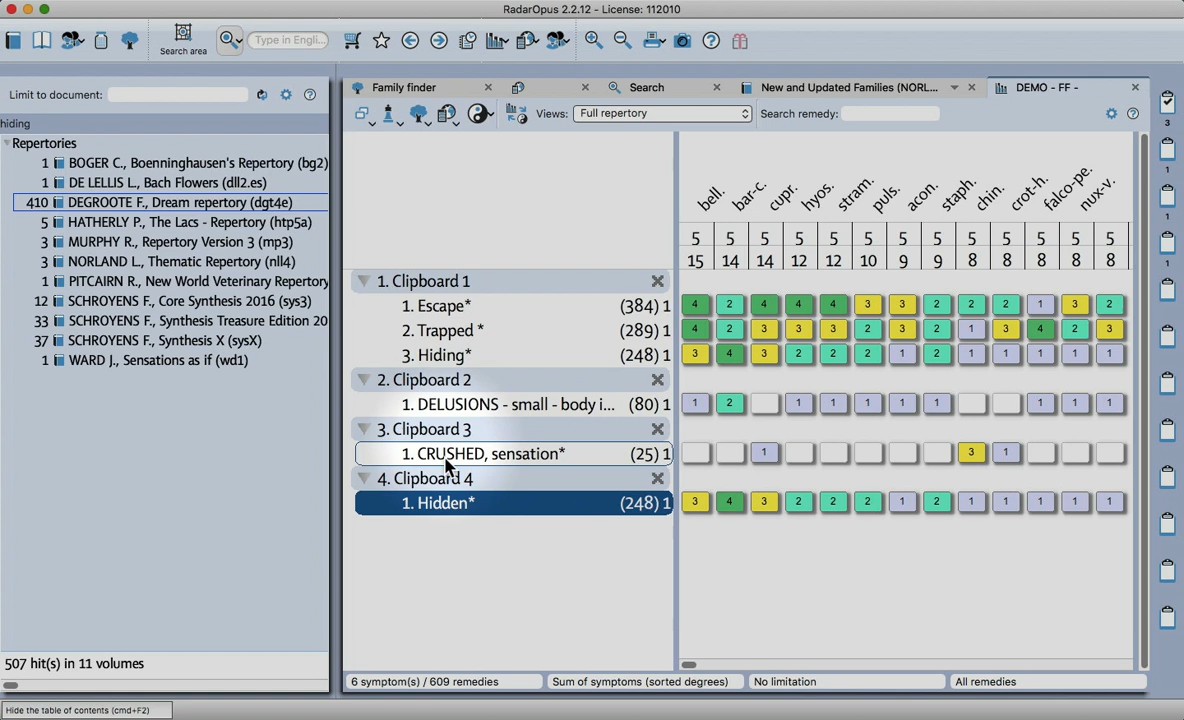 RadarOpus 2.2.12 - License: 112010
Search area
Type in Engli...
Limit to document:
hiding
Repertories
1 BOGER C., Boenninghausen's Repertory (bg2)
1 DE LELLIS L., Bach Flowers (dll2.es)
410 DEGROOTE F., Dream repertory (dgt4e)
5 HATHERLY P., The Lacs - Repertory (htp5a)
3 MURPHY R., Repertory Version 3 (mp3)
3 NORLAND L., Thematic Repertory (nll4)
1 PITCAIRN R., New World Veterinary Repertory
12 SCHROYENS F., Core Synthesis 2016 (sys3)
33 SCHROYENS F., Synthesis Treasure Edition 20
37 SCHROYENS F., Synthesis X (sysX)
1 WARD J., Sensations as if (wd1)
507 hit(s) in 11 volumes
Hide the table of contents (cmd+F2)
Family finder
Search
New and Updated Families (NORL...
DEMO - FF -
Views: Full repertory
Search remedy:
bell. bar-c. cupr. hyos. stram. puls. acon. staph. chin. crot-h. falco-pe. nux-v.
5 5 5 5 5 5 5 5 5 5 5 5 5
15 14 14 12 12 10 9 9 8 8 8 8 8
1. Clipboard 1
1. Escape* (384) 1 4 2 4 4 4 3 3 2 2 2 1 3 2
2. Trapped * (289) 1 4 2 3 3 3 2 3 2 1 3 4 2 3
3. Hiding* (248) 1 3 4 3 2 2 2 1 2 1 1 1 1 1
2. Clipboard 2
1. DELUSIONS - small - body i... (80) 1 1 2 1 1 1 1 1 1 1 1
3. Clipboard 3
1. CRUSHED, sensation* (25) 1 1 3 1
4. Clipboard 4
1. Hidden* (248) 1 3 4 3 2 2 2 1 2 1 1 1 1 1
6 symptom(s) / 609 remedies
Sum of symptoms (sorted degrees)
No limitation
All remedies
3
1
1
1